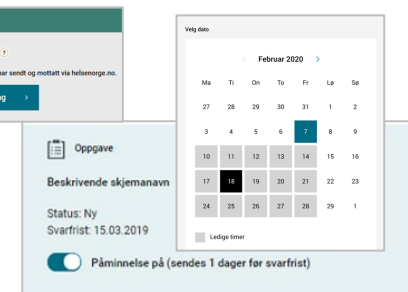 ?
ar sendt og mottatt via helsenorge.no.
g >
Velg dato
< Februar 2020 >
Ma Ti On To Fr Lø Sø
27 28 29 30 31 1 2
3 4 5 6 7 8 9
10 11 12 13 14 15 16
17 18 19 20 21 22 23
24 25 26 27 28 29 1
Ledige timer
Oppgave
Beskrivende skjemanavn
Status: Ny
Svarfrist: 15.03.2019
Påminnelse på (sendes 1 dager før svarfrist)